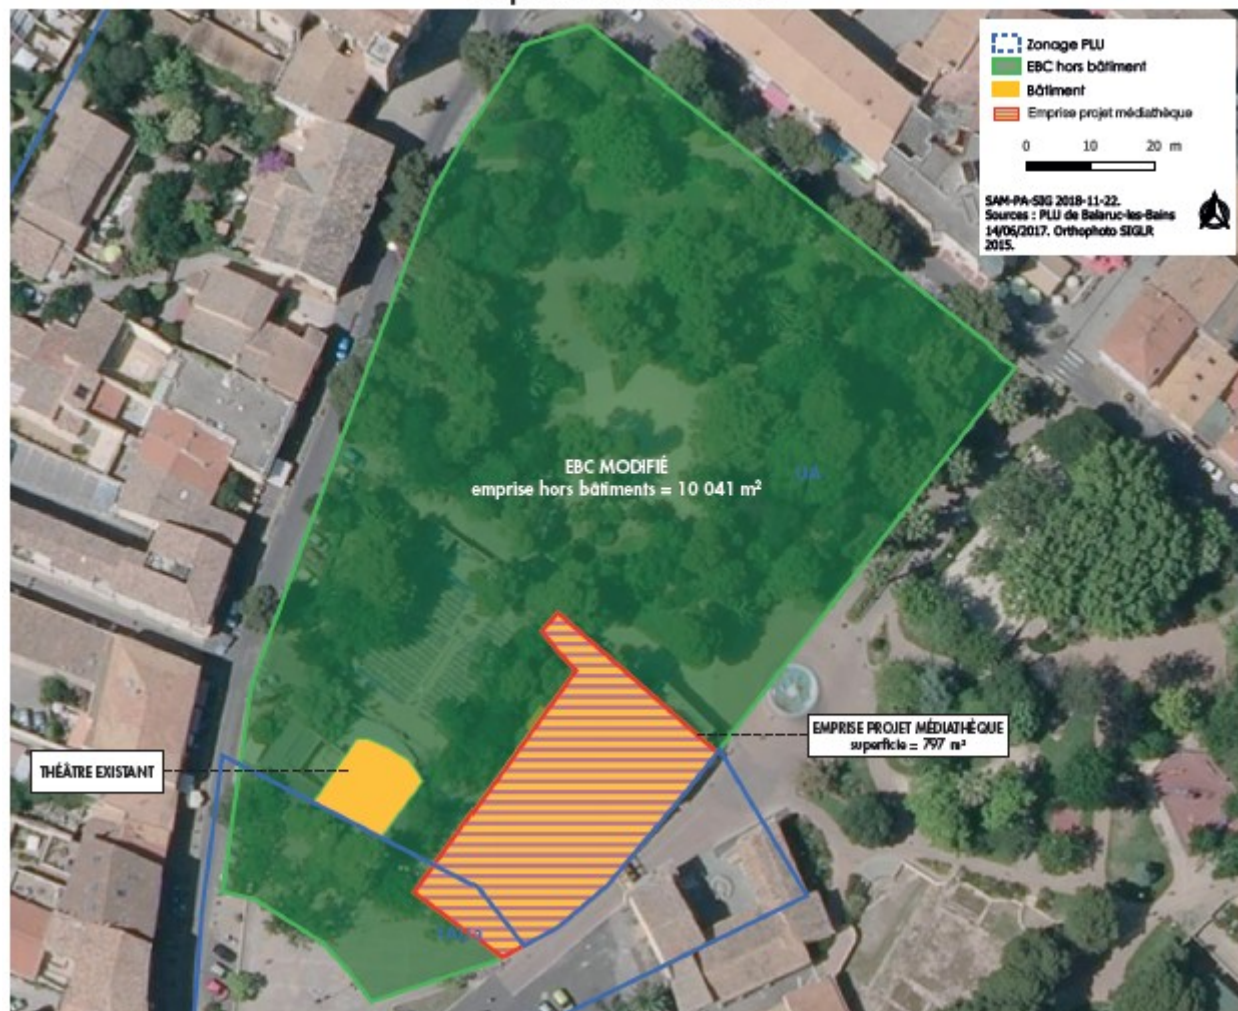 Zonage PLU
EBC hors bâtiment
Bâtiment
Emprise projet médiathèque
0 10 20 m
SAM-PA-SIG 2018-11-22.
Sources : PLU de Balaruc-les-Bains
14/06/2017. Orthophoto SIGLR
2015.
EBC MODIFIÉ
emprise hors bâtiments = 10 041 m²
UA
EMPRISE PROJET MÉDIATHÈQUE
superficie = 797 m²
THÉÂTRE EXISTANT